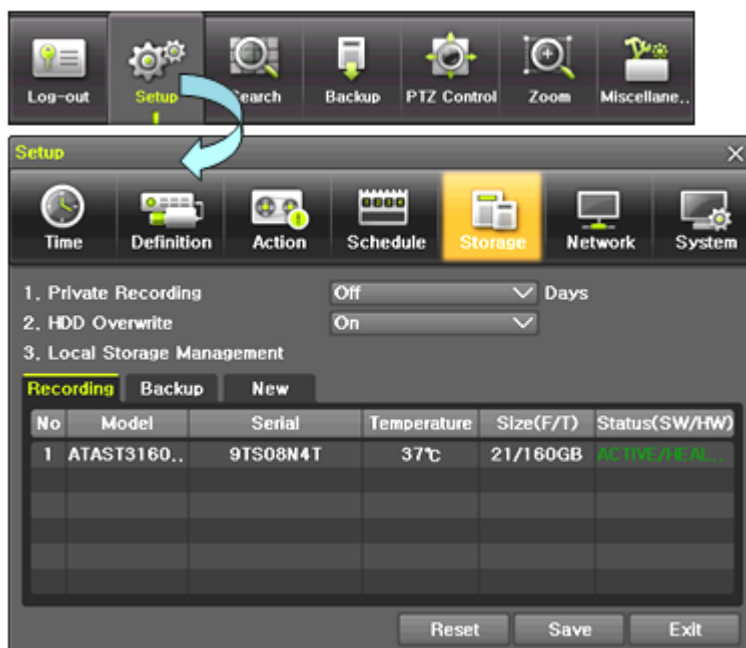 Log-out Setup Search Backup PTZ Control Zoom Miscellane..
Setup
Time Definition Action Schedule Storage Network System
1. Private Recording Off Days
2. HDD Overwrite On
3. Local Storage Management
Recording Backup New
No Model Serial Temperature Size(F/T) Status(SW/HW)
1 ATAST3160.. 9TS08N4T 37℃ 21/160GB ACTIVE/HEAL..
Reset Save Exit